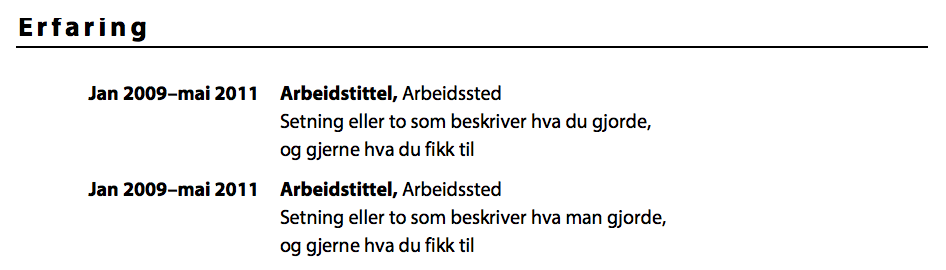 Erfaring
Jan 2009–mai 2011 Arbeidstittel, Arbeidssted
Setning eller to som beskriver hva du gjorde,
og gjerne hva du fikk til
Jan 2009–mai 2011 Arbeidstittel, Arbeidssted
Setning eller to som beskriver hva man gjorde,
og gjerne hva du fikk til